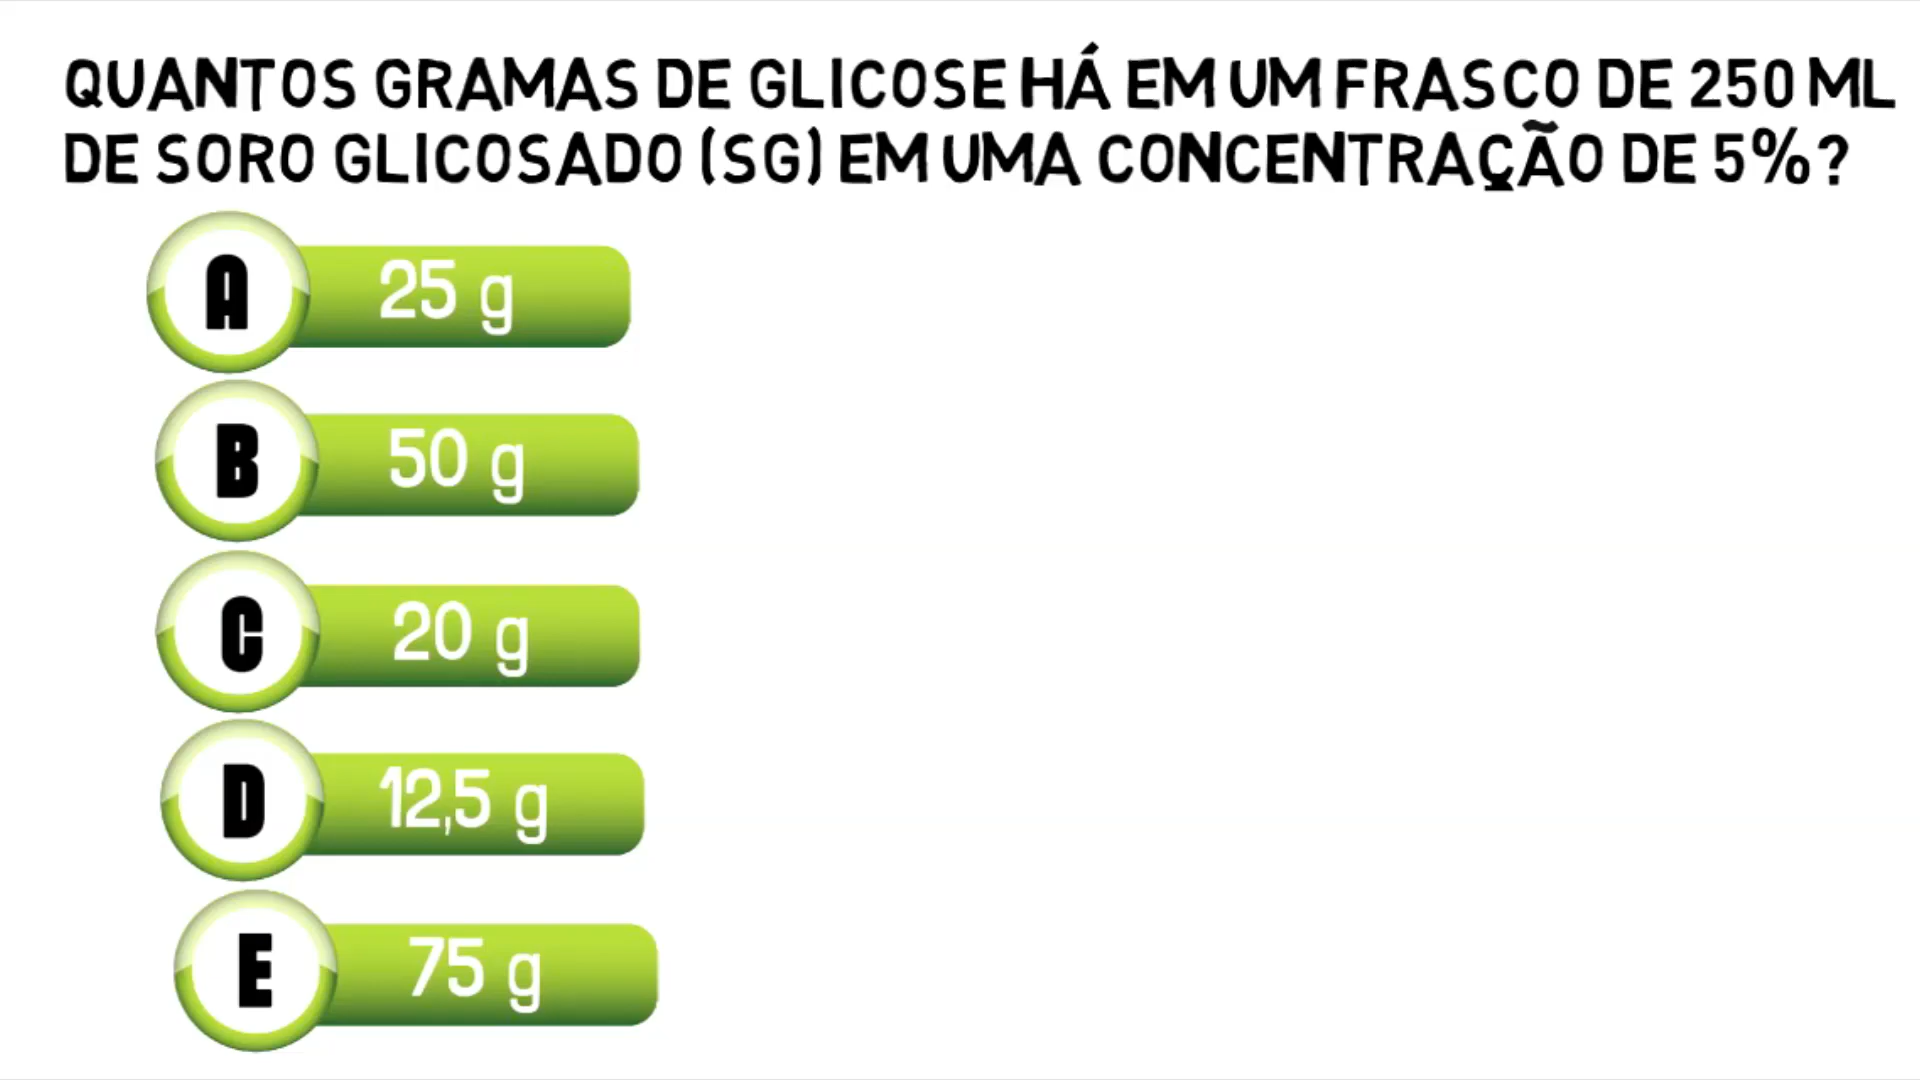 QUANTOS GRAMAS DE GLICOSE HÁ EM UM FRASCO DE 250 ML
DE SORO GLICOSADO (SG) EM UMA CONCENTRAÇÃO DE 5%?
A 25 g
B 50 g
C 20 g
D 12,5 g
E 75 g